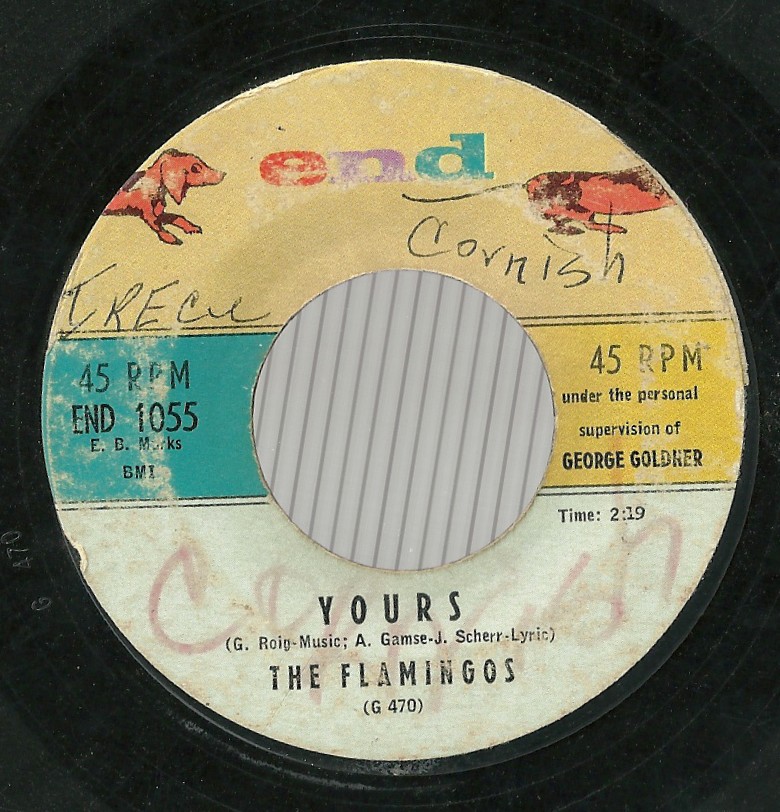 end
Cornish
45 RPM
END 1055
E. B. Marks
BMI
45 RPM
under the personal
supervision of
GEORGE GOLDNER
Time: 2:19
YOURS
(G. Roig-Music; A. Gamse-J. Scherr-Lyric)
THE FLAMINGOS
(G 470)
G 470